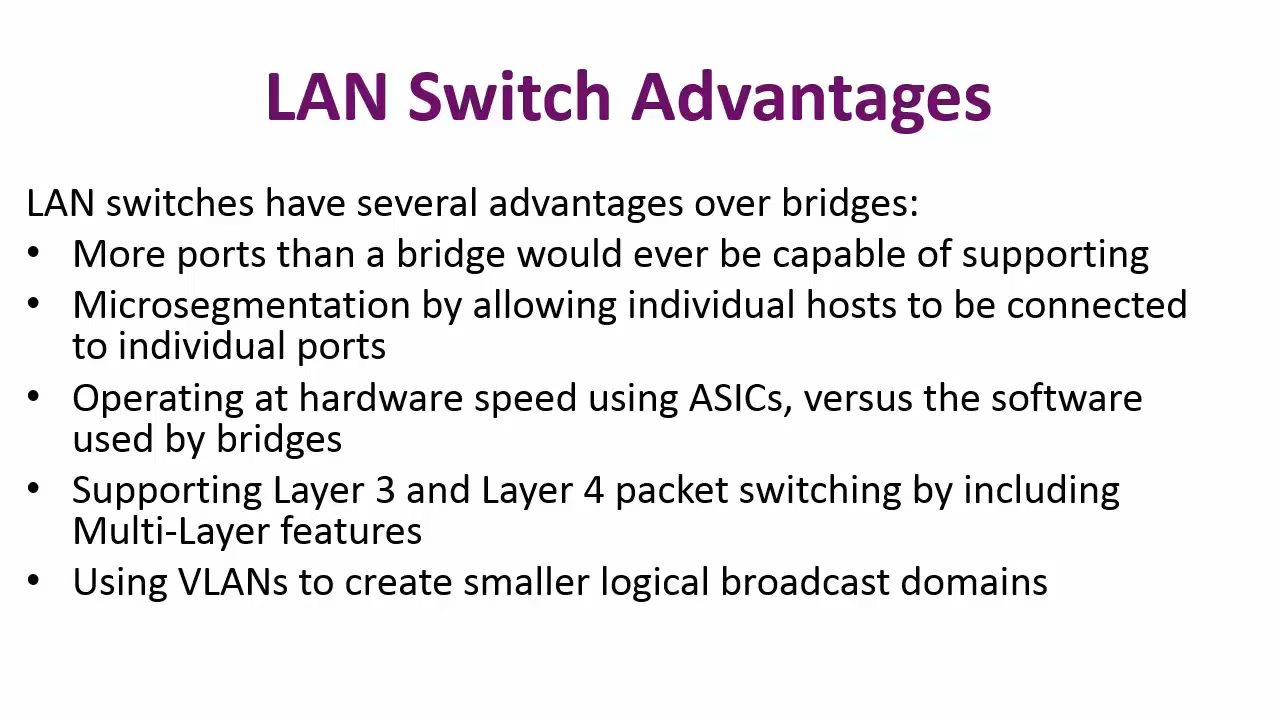 LAN Switch Advantages
LAN switches have several advantages over bridges:
• More ports than a bridge would ever be capable of supporting
• Microsegmentation by allowing individual hosts to be connected
to individual ports
• Operating at hardware speed using ASICs, versus the software
used by bridges
• Supporting Layer 3 and Layer 4 packet switching by including
Multi-Layer features
• Using VLANs to create smaller logical broadcast domains